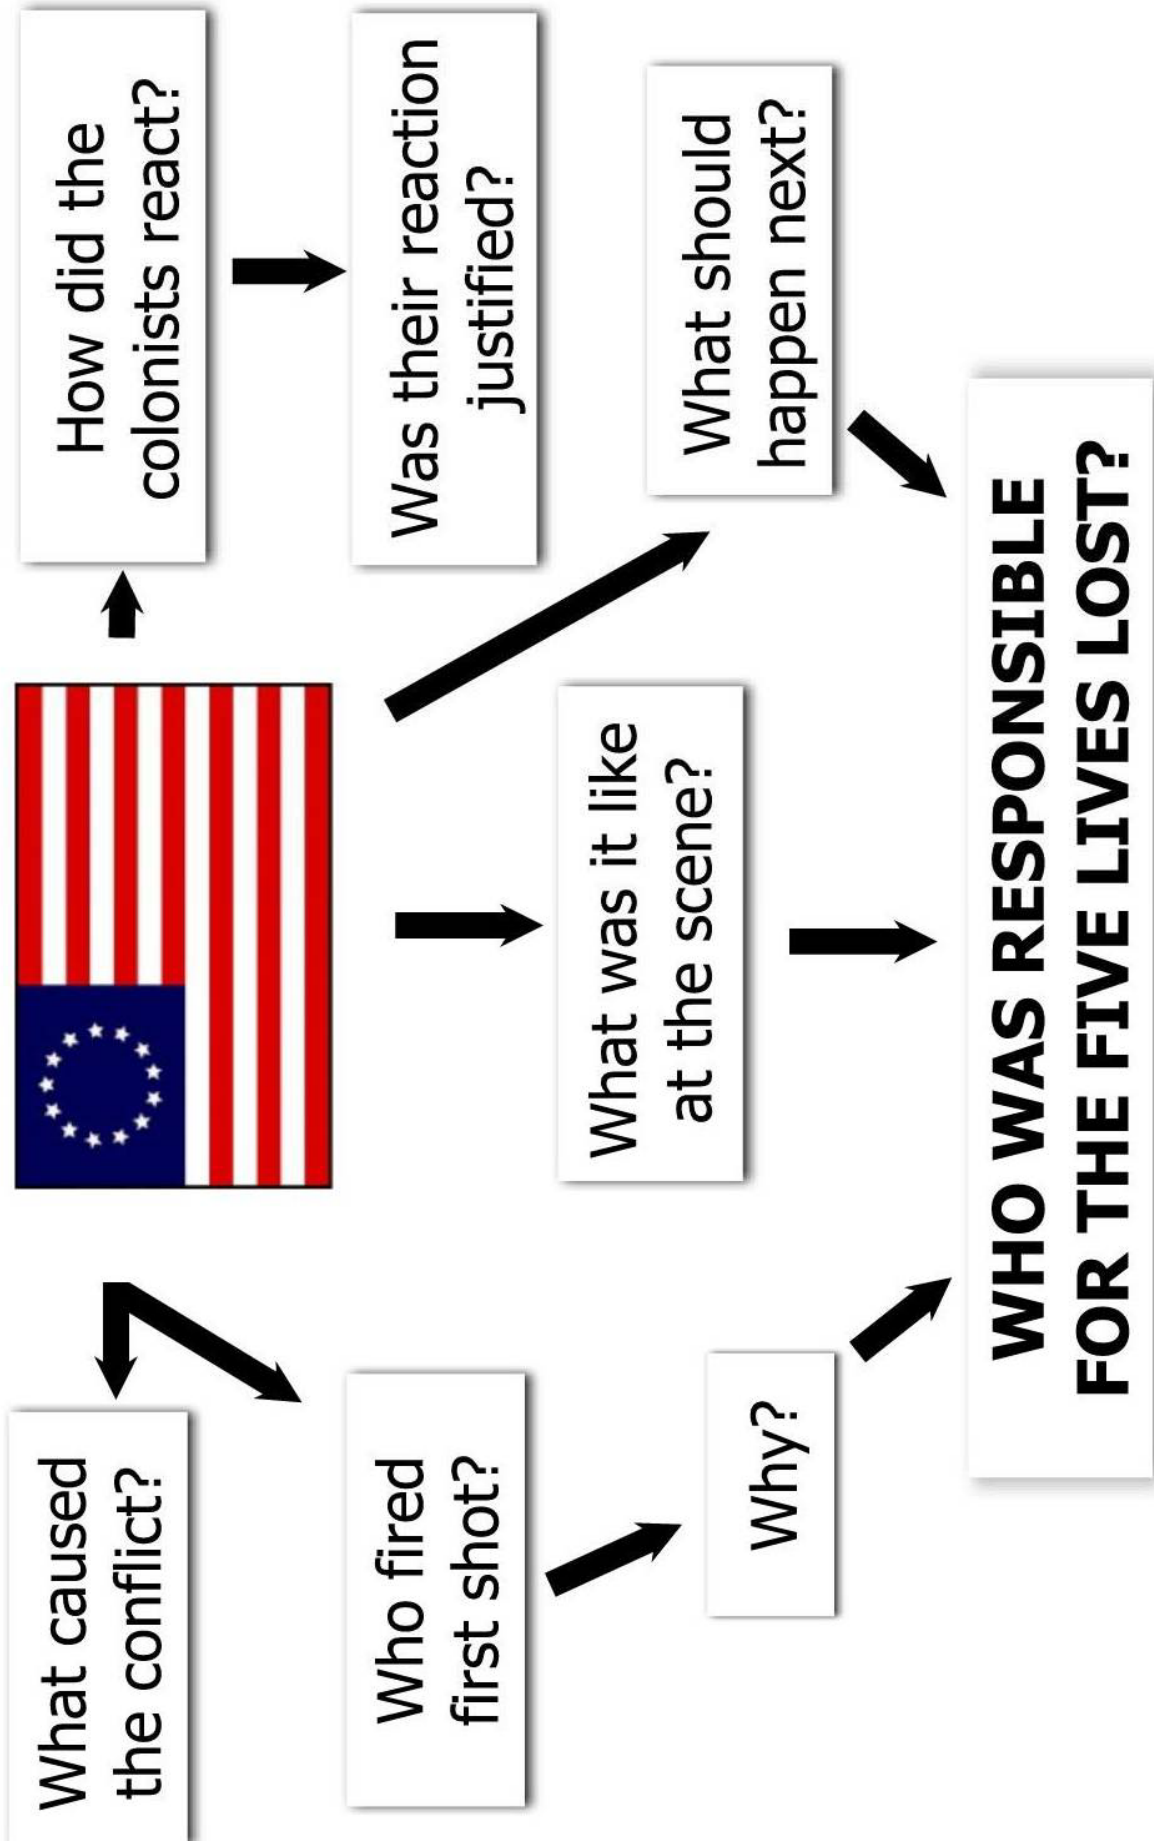 What caused
the conflict?
Who fired
first shot?
Why?
What was it like
at the scene?
How did the
colonists react?
Was their reaction
justified?
What should
happen next?
WHO WAS RESPONSIBLE
FOR THE FIVE LIVES LOST?